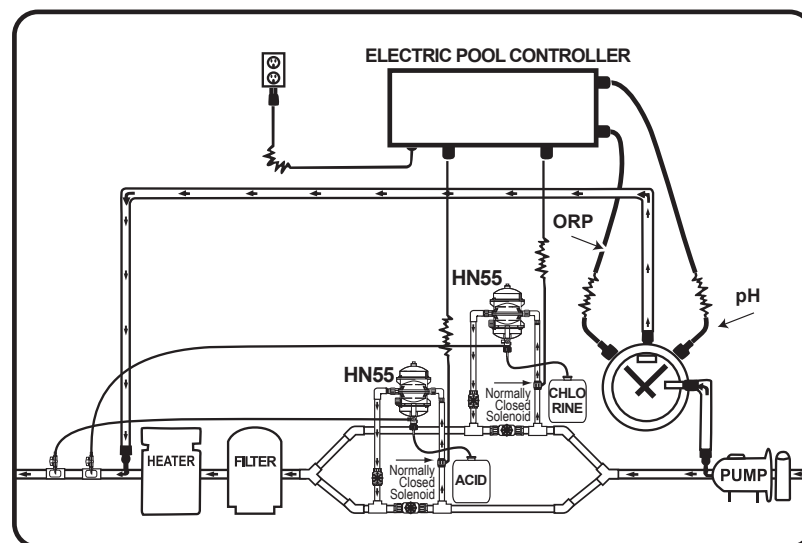 ELECTRIC POOL CONTROLLER
ORP
HN55
pH
HN55
Normally
Closed
Solenoid
CHLO
RINE
HEATER
FILTER
Normally
Closed
Solenoid
ACID
PUMP